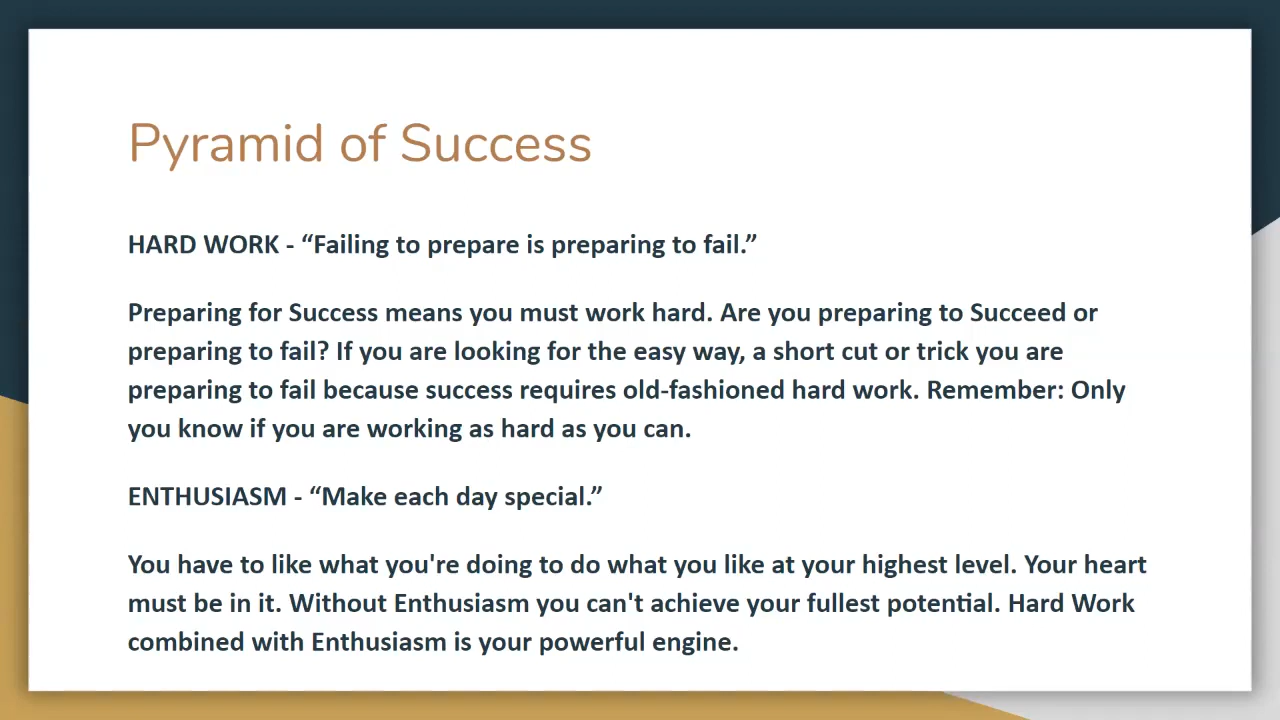 Pyramid of Success
HARD WORK - “Failing to prepare is preparing to fail.”
Preparing for Success means you must work hard. Are you preparing to Succeed or
preparing to fail? If you are looking for the easy way, a short cut or trick you are
preparing to fail because success requires old-fashioned hard work. Remember: Only
you know if you are working as hard as you can.
ENTHUSIASM - “Make each day special.”
You have to like what you're doing to do what you like at your highest level. Your heart
must be in it. Without Enthusiasm you can't achieve your fullest potential. Hard Work
combined with Enthusiasm is your powerful engine.